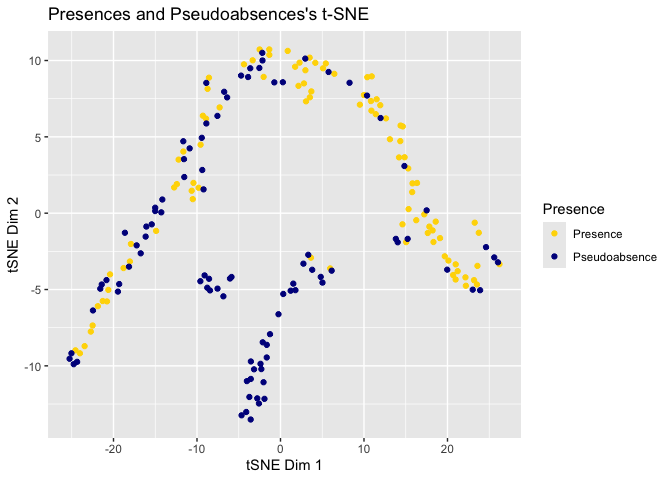 Presences and Pseudoabsences's t-SNE
10
5
0
-5
-10
tSNE Dim 2
-20
-10
0
10
20
tSNE Dim 1
Presence
Presence
Pseudoabsence